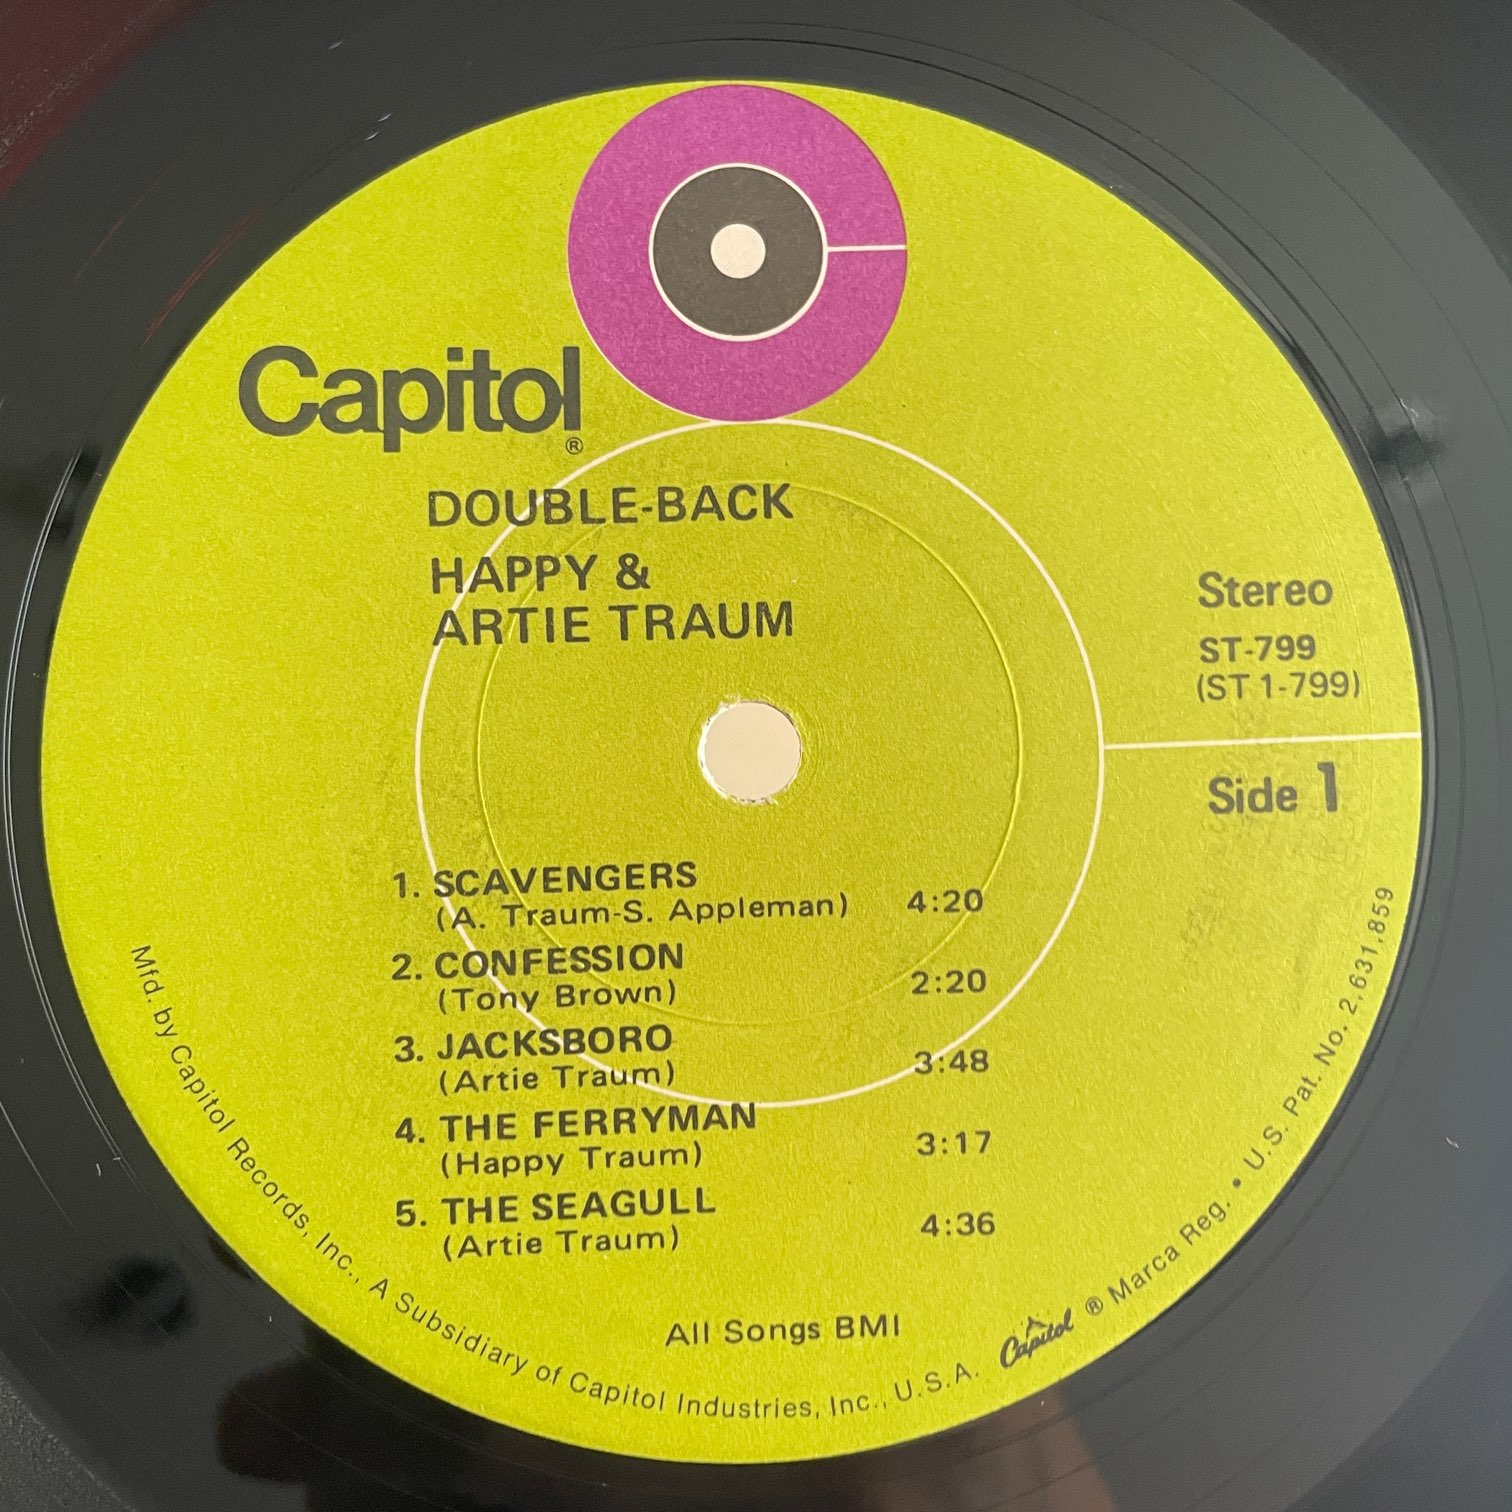 Capitol
®
DOUBLE-BACK
HAPPY &
ARTIE TRAUM
Stereo
ST-799
(ST 1-799)
Side 1
1. SCAVENGERS
(A. Traum-S. Appleman) 4:20
2. CONFESSION
(Tony Brown) 2:20
3. JACKSBORO
(Artie Traum) 3:48
4. THE FERRYMAN
(Happy Traum) 3:17
5. THE SEAGULL
(Artie Traum) 4:36
All Songs BMI
Mfd. by Capitol Records, Inc., A Subsidiary of Capitol Industries, Inc., U.S.A. Capitol ® Marca Reg. • U.S. Pat. No. 2,631,859